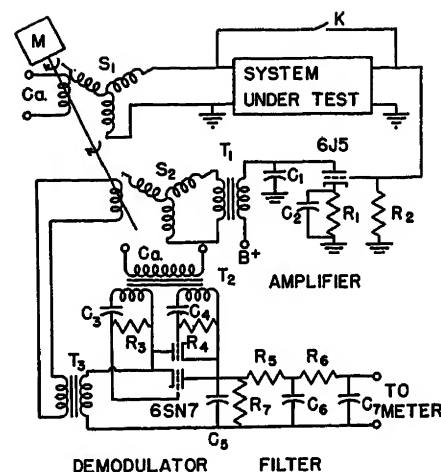 M
S1
K
Ca.
SYSTEM
UNDER TEST
S2
T1
6J5
C1
C2
R1
R2
B+
Ca.
T2
AMPLIFIER
C3
C4
R3
R4
T3
R5
R6
6SN7
R7
C6
C7
TO
METER
C5
DEMODULATOR
FILTER